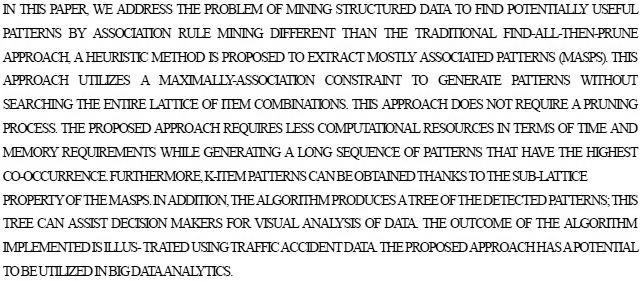 IN THIS PAPER, WE ADDRESS THE PROBLEM OF MINING STRUCTURED DATA TO FIND POTENTIALLY USEFUL
PATTERNS BY ASSOCIATION RULE MINING DIFFERENT THAN THE TRADITIONAL FIND-ALL-THEN-PRUNE
APPROACH, A HEURISTIC METHOD IS PROPOSED TO EXTRACT MOSTLY ASSOCIATED PATTERNS (MASPS). THIS
APPROACH UTILIZES A MAXIMALLY-ASSOCIATION CONSTRAINT TO GENERATE PATTERNS WITHOUT
SEARCHING THE ENTIRE LATTICE OF ITEM COMBINATIONS. THIS APPROACH DOES NOT REQUIRE A PRUNING
PROCESS. THE PROPOSED APPROACH REQUIRES LESS COMPUTATIONAL RESOURCES IN TERMS OF TIME AND
MEMORY REQUIREMENTS WHILE GENERATING A LONG SEQUENCE OF PATTERNS THAT HAVE THE HIGHEST
CO-OCCURRENCE. FURTHERMORE, K-ITEM PATTERNS CAN BE OBTAINED THANKS TO THE SUB-LATTICE
PROPERTY OF THE MASPS. IN ADDITION, THE ALGORITHM PRODUCES A TREE OF THE DETECTED PATTERNS; THIS
TREE CAN ASSIST DECISION MAKERS FOR VISUAL ANALYSIS OF DATA. THE OUTCOME OF THE ALGORITHM
IMPLEMENTED IS ILLUS- TRATED USING TRAFFIC ACCIDENT DATA. THE PROPOSED APPROACH HAS A POTENTIAL
TO BE UTILIZED IN BIG DATA ANALYTICS.